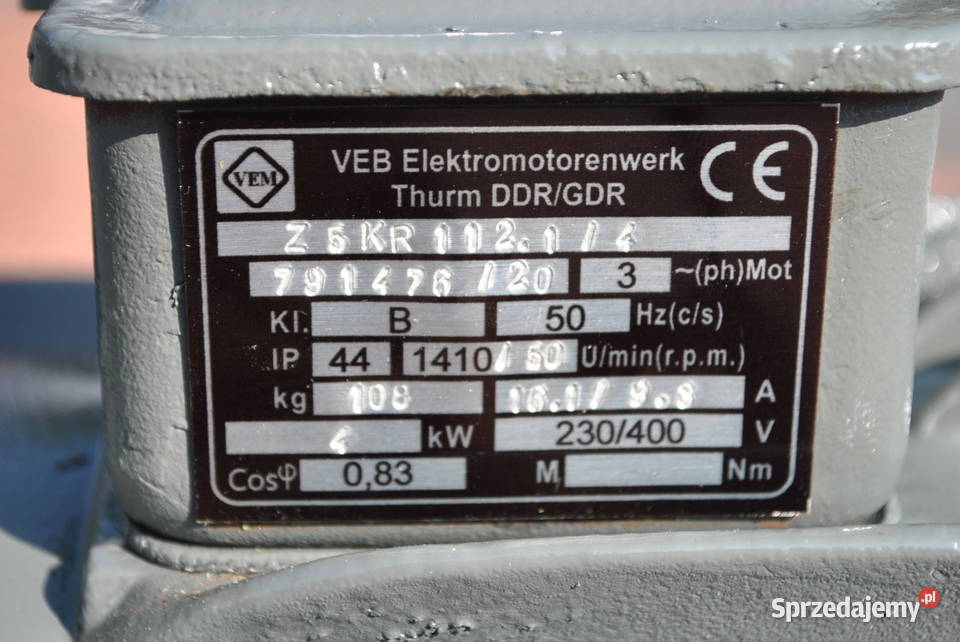 VEM
VEB Elektromotorenwerk
Thurm DDR/GDR
CE
Z 5KR 112.1 / 4
791476/20 3 ~(ph)Mot
Kl. B 50 Hz(c/s)
IP 44 1410/ 50 U/min(r.p.m.)
kg 108 16.1/ 9.3 A
4 kW 230/400 V
Cosφ 0,83 M Nm
Sprzedajemy.pl